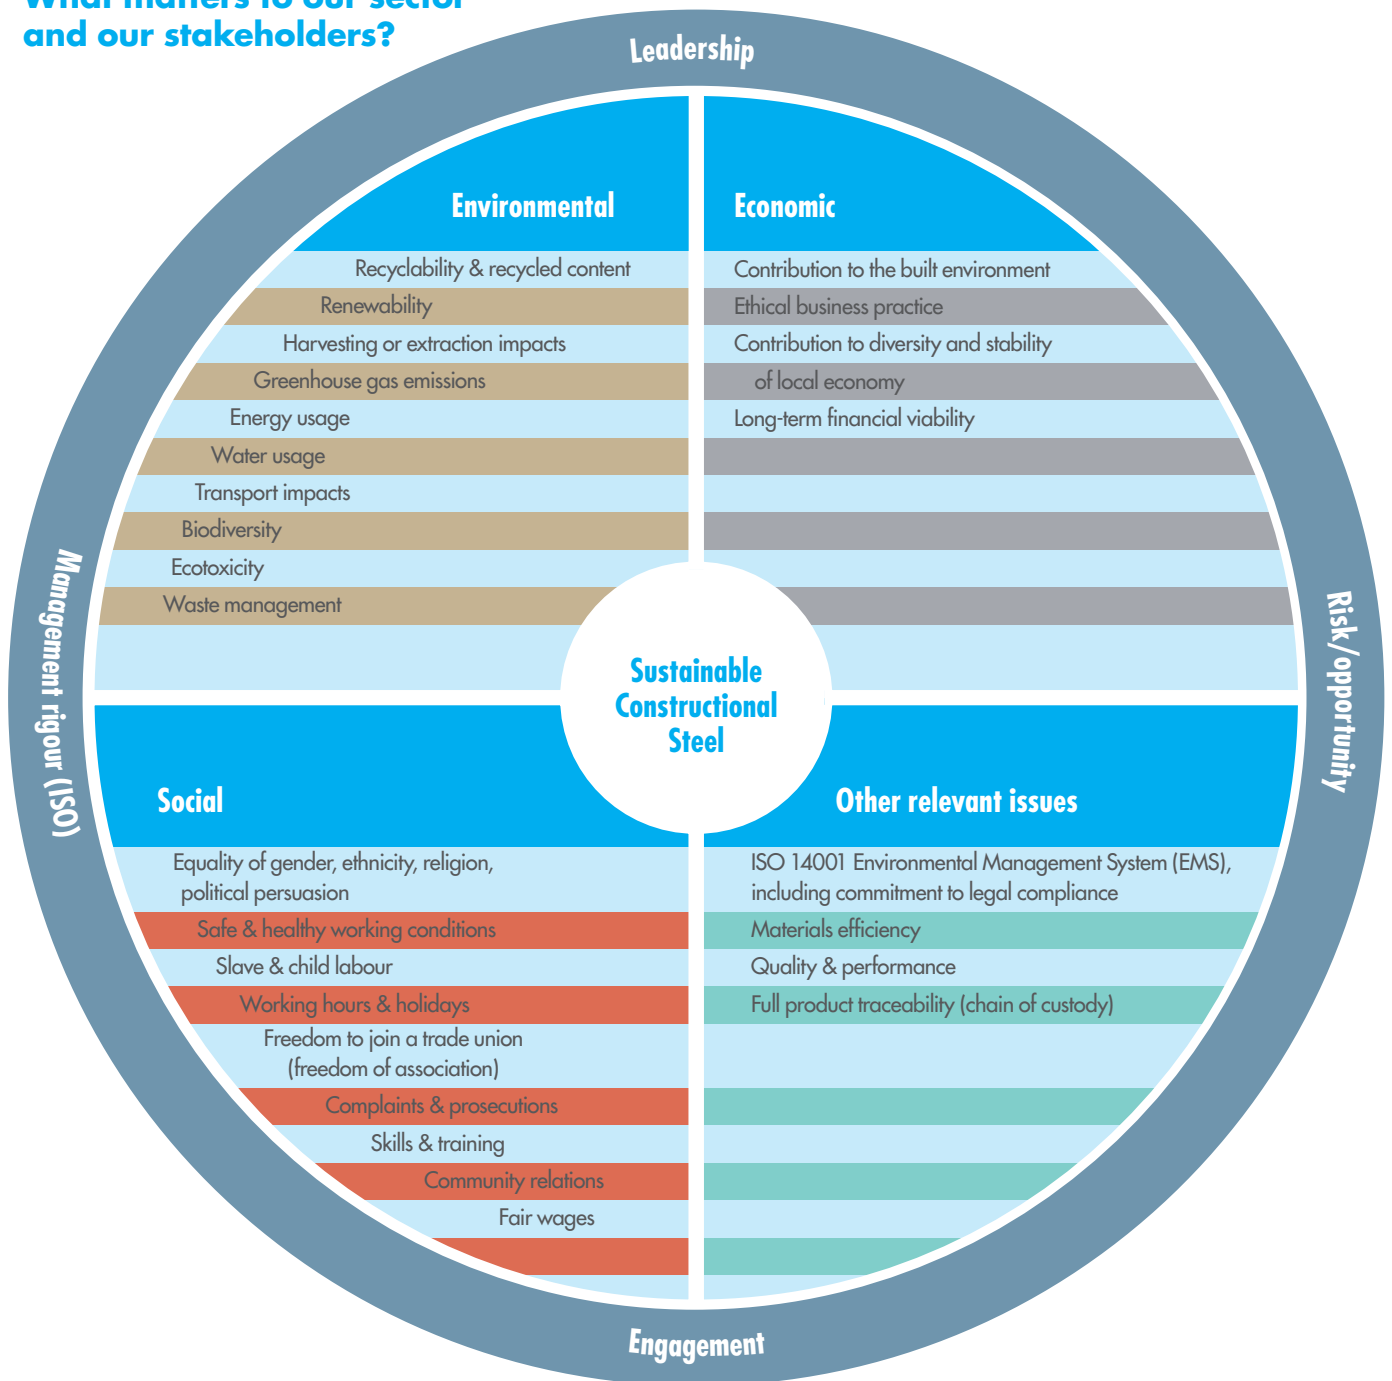 What matters to our sector
and our stakeholders?
Leadership
Environmental
Recyclability & recycled content
Renewability
Harvesting or extraction impacts
Greenhouse gas emissions
Energy usage
Water usage
Transport impacts
Biodiversity
Ecotoxicity
Waste management
Economic
Contribution to the built environment
Ethical business practice
Contribution to diversity and stability
of local economy
Long-term financial viability
Management rigour (ISO)
Sustainable
Constructional
Steel
Risk/opportunity
Social
Equality of gender, ethnicity, religion,
political persuasion
Safe & healthy working conditions
Slave & child labour
Working hours & holidays
Freedom to join a trade union
(freedom of association)
Complaints & prosecutions
Skills & training
Community relations
Fair wages
Other relevant issues
ISO 14001 Environmental Management System (EMS),
including commitment to legal compliance
Materials efficiency
Quality & performance
Full product traceability (chain of custody)
Engagement